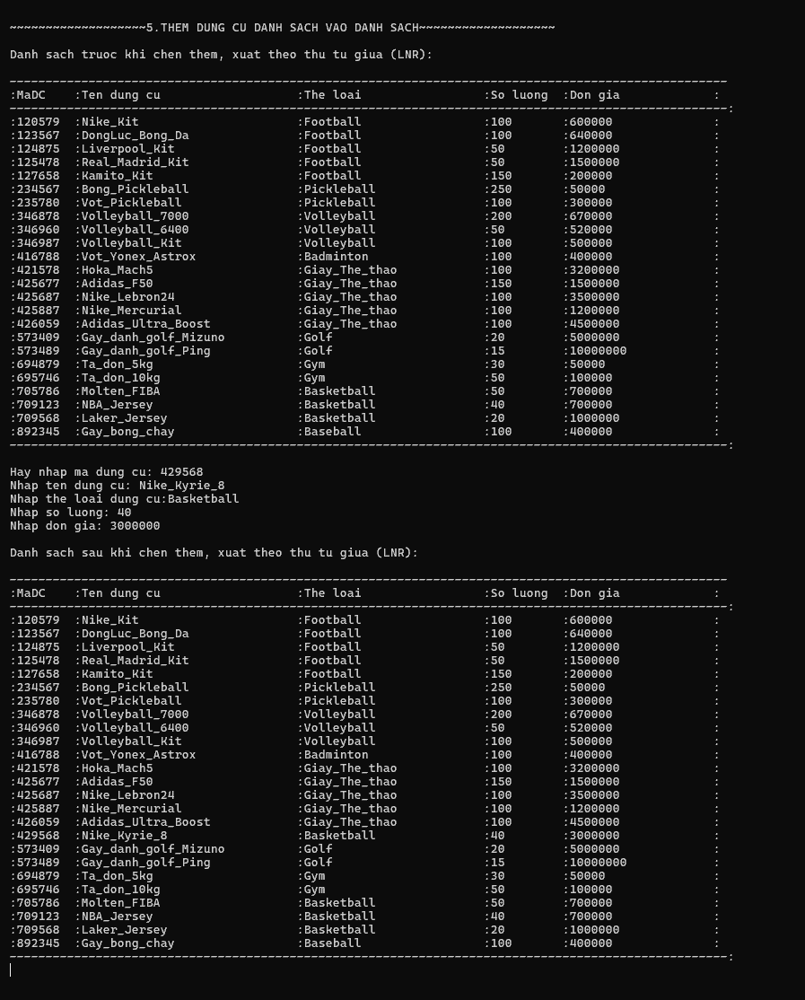 ~~~~~~~~~~~~~~~~~~~5.THEM DUNG CU DANH SACH VAO DANH SACH~~~~~~~~~~~~~~~~~~~
Danh sach truoc khi chen them, xuat theo thu tu giua (LNR):
----------------------------------------------------------------------------------------------------
:MaDC    :Ten dung cu                   :The loai                 :So luong  :Don gia             :
----------------------------------------------------------------------------------------------------:
:120579  :Nike_Kit                      :Football                 :100       :600000              :
:123567  :DongLuc_Bong_Da               :Football                 :100       :640000              :
:124875  :Liverpool_Kit                 :Football                 :50        :1200000             :
:125478  :Real_Madrid_Kit               :Football                 :50        :1500000             :
:127658  :Kamito_Kit                    :Football                 :150       :200000              :
:234567  :Bong_Pickleball               :Pickleball               :250       :50000               :
:235780  :Vot_Pickleball                :Pickleball               :100       :300000              :
:346878  :Volleyball_7000               :Volleyball               :200       :670000              :
:346960  :Volleyball_6400               :Volleyball               :50        :520000              :
:346987  :Volleyball_Kit                :Volleyball               :100       :500000              :
:416788  :Vot_Yonex_Astrox              :Badminton                :100       :400000              :
:421578  :Hoka_Mach5                    :Giay_The_thao            :100       :3200000             :
:425677  :Adidas_F50                    :Giay_The_thao            :150       :1500000             :
:425687  :Nike_Lebron24                 :Giay_The_thao            :100       :3500000             :
:425887  :Nike_Mercurial                :Giay_The_thao            :100       :1200000             :
:426059  :Adidas_Ultra_Boost            :Giay_The_thao            :100       :4500000             :
:573409  :Gay_danh_golf_Mizuno          :Golf                     :20        :5000000             :
:573489  :Gay_danh_golf_Ping            :Golf                     :15        :10000000            :
:694879  :Ta_don_5kg                    :Gym                      :30        :50000               :
:695746  :Ta_don_10kg                   :Gym                      :50        :100000              :
:705786  :Molten_FIBA                   :Basketball               :50        :700000              :
:709123  :NBA_Jersey                    :Basketball               :40        :700000              :
:709568  :Laker_Jersey                  :Basketball               :20        :1000000             :
:892345  :Gay_bong_chay                 :Baseball                 :100       :400000              :
----------------------------------------------------------------------------------------------------:
Hay nhap ma dung cu: 429568
Nhap ten dung cu: Nike_Kyrie_8
Nhap the loai dung cu:Basketball
Nhap so luong: 40
Nhap don gia: 3000000
Danh sach sau khi chen them, xuat theo thu tu giua (LNR):
----------------------------------------------------------------------------------------------------
:MaDC    :Ten dung cu                   :The loai                 :So luong  :Don gia             :
----------------------------------------------------------------------------------------------------:
:120579  :Nike_Kit                      :Football                 :100       :600000              :
:123567  :DongLuc_Bong_Da               :Football                 :100       :640000              :
:124875  :Liverpool_Kit                 :Football                 :50        :1200000             :
:125478  :Real_Madrid_Kit               :Football                 :50        :1500000             :
:127658  :Kamito_Kit                    :Football                 :150       :200000              :
:234567  :Bong_Pickleball               :Pickleball               :250       :50000               :
:235780  :Vot_Pickleball                :Pickleball               :100       :300000              :
:346878  :Volleyball_7000               :Volleyball               :200       :670000              :
:346960  :Volleyball_6400               :Volleyball               :50        :520000              :
:346987  :Volleyball_Kit                :Volleyball               :100       :500000              :
:416788  :Vot_Yonex_Astrox              :Badminton                :100       :400000              :
:421578  :Hoka_Mach5                    :Giay_The_thao            :100       :3200000             :
:425677  :Adidas_F50                    :Giay_The_thao            :150       :1500000             :
:425687  :Nike_Lebron24                 :Giay_The_thao            :100       :3500000             :
:425887  :Nike_Mercurial                :Giay_The_thao            :100       :1200000             :
:426059  :Adidas_Ultra_Boost            :Giay_The_thao            :100       :4500000             :
:429568  :Nike_Kyrie_8                  :Basketball               :40        :3000000             :
:573409  :Gay_danh_golf_Mizuno          :Golf                     :20        :5000000             :
:573489  :Gay_danh_golf_Ping            :Golf                     :15        :10000000            :
:694879  :Ta_don_5kg                    :Gym                      :30        :50000               :
:695746  :Ta_don_10kg                   :Gym                      :50        :100000              :
:705786  :Molten_FIBA                   :Basketball               :50        :700000              :
:709123  :NBA_Jersey                    :Basketball               :40        :700000              :
:709568  :Laker_Jersey                  :Basketball               :20        :1000000             :
:892345  :Gay_bong_chay                 :Baseball                 :100       :400000              :
----------------------------------------------------------------------------------------------------: